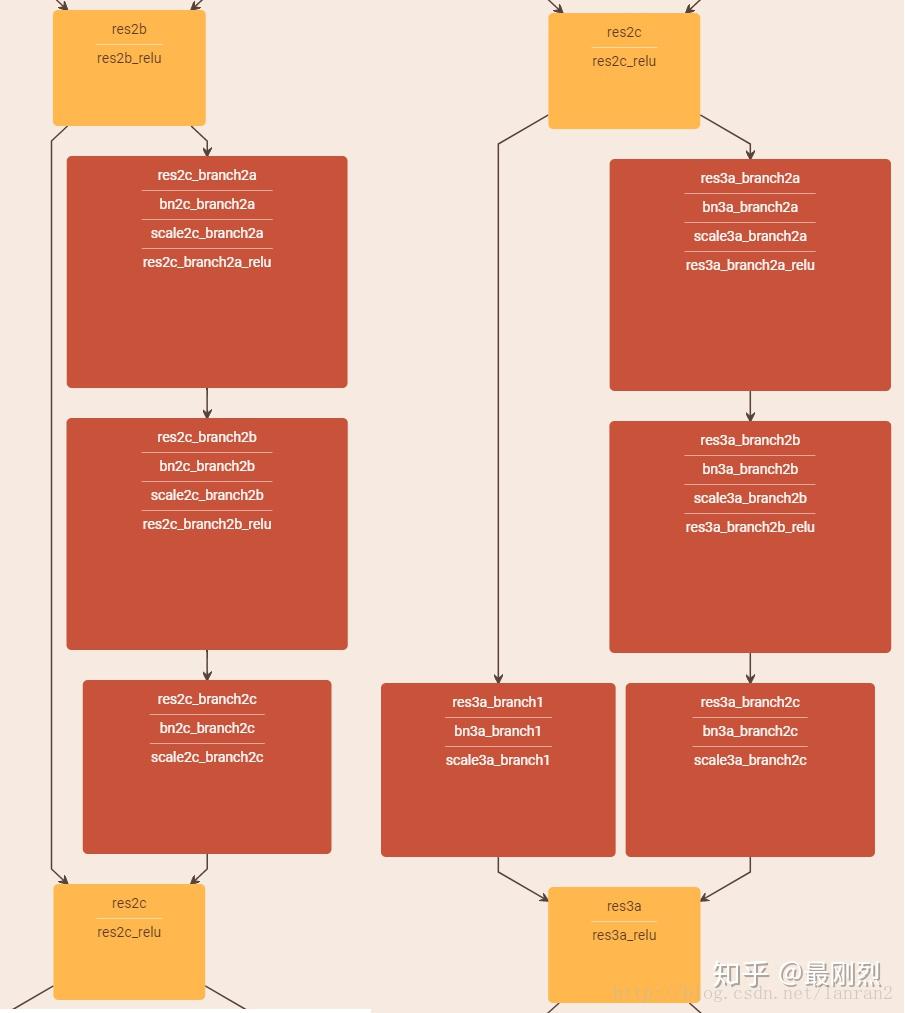 res2b
res2b_relu
res2c_branch2a
bn2c_branch2a
scale2c_branch2a
res2c_branch2a_relu
res2c_branch2b
bn2c_branch2b
scale2c_branch2b
res2c_branch2b_relu
res2c_branch2c
bn2c_branch2c
scale2c_branch2c
res2c
res2c_relu
res2c
res2c_relu
res3a_branch2a
bn3a_branch2a
scale3a_branch2a
res3a_branch2a_relu
res3a_branch2b
bn3a_branch2b
scale3a_branch2b
res3a_branch2b_relu
res3a_branch1
bn3a_branch1
scale3a_branch1
res3a_branch2c
bn3a_branch2c
scale3a_branch2c
res3a
res3a_relu
知乎 @最刚烈
http://blog.csdn.net/lanran2